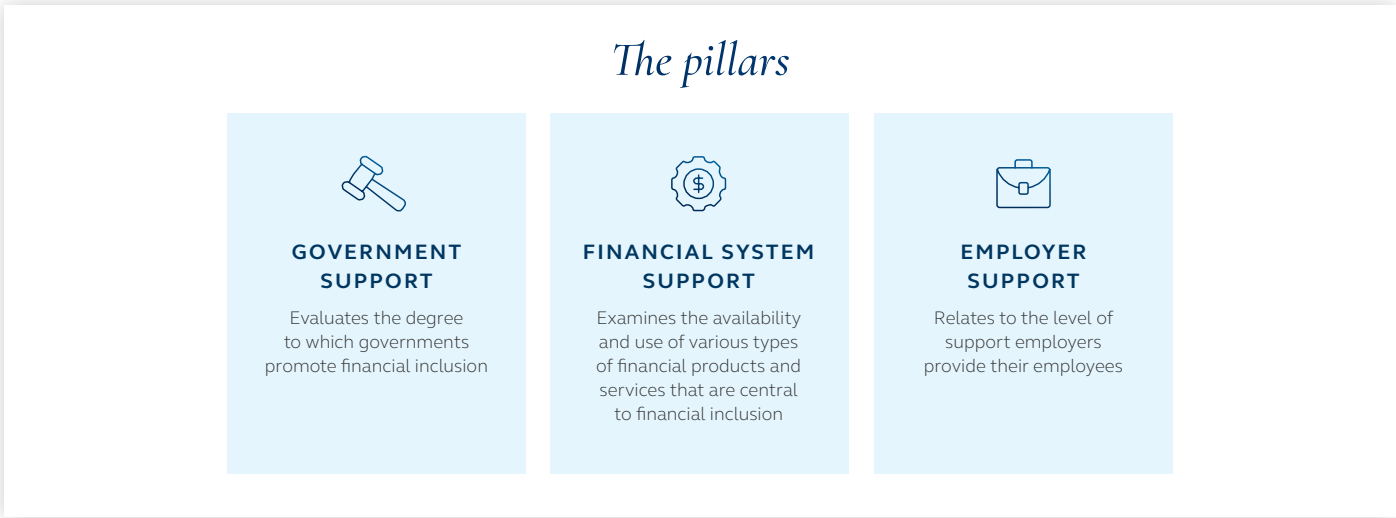 The pillars
GOVERNMENT
SUPPORT
Evaluates the degree
to which governments
promote financial inclusion
$
FINANCIAL SYSTEM
SUPPORT
Examines the availability
and use of various types
of financial products and
services that are central
to financial inclusion
EMPLOYER
SUPPORT
Relates to the level of
support employers
provide their employees